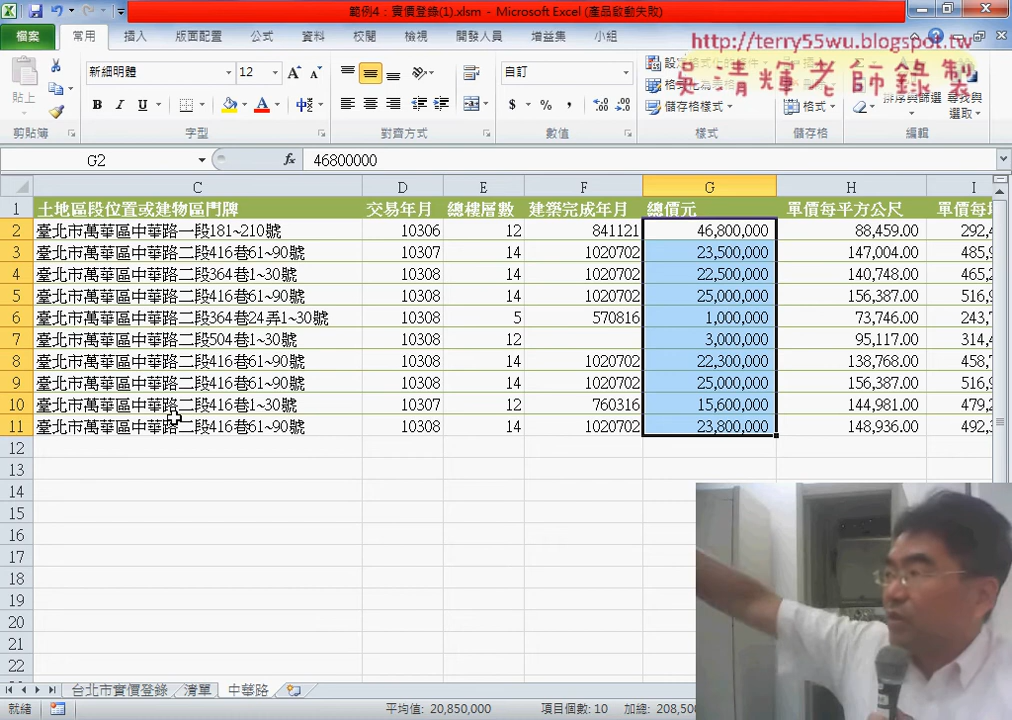 範例4：實價登錄(1).xlsm - Microsoft Excel (產品啟動失敗)
檔案 常用 插入 版面配置 公式 資料 校閱 檢視 開發人員 增益集 小組
http://terry55wu.blogspot.tw
吳清輝老師錄製
貼上 新細明體 12 自訂
B I U 中 $ % ,
儲存格樣式 格式 排序與篩選 尋找與
選取
剪貼簿 字型 對齊方式 數值 樣式 儲存格 編輯
G2 fx 46800000
C D E F G H I
1 土地區段位置或建物區門牌 交易年月 總樓層數 建築完成年月 總價元 單價每平方公尺 單價每
2 臺北市萬華區中華路一段181~210號 10306 12 841121 46,800,000 88,459.00 292,
3 臺北市萬華區中華路二段416巷61~90號 10307 14 1020702 23,500,000 147,004.00 485,
4 臺北市萬華區中華路二段364巷1~30號 10308 14 1020702 22,500,000 140,748.00 465,
5 臺北市萬華區中華路二段416巷61~90號 10308 14 1020702 25,000,000 156,387.00 516,
6 臺北市萬華區中華路二段364巷24弄1~30號 10308 5 570816 1,000,000 73,746.00 243,
7 臺北市萬華區中華路二段504巷1~30號 10308 12 3,000,000 95,117.00 314,
8 臺北市萬華區中華路二段416巷61~90號 10308 14 1020702 22,300,000 138,768.00 458,
9 臺北市萬華區中華路二段416巷61~90號 10308 14 1020702 25,000,000 156,387.00 516,
10 臺北市萬華區中華路二段416巷1~30號 10307 12 760316 15,600,000 144,981.00 479,
11 臺北市萬華區中華路二段416巷61~90號 10308 14 1020702 23,800,000 148,936.00 492,
12
13
14
15
16
17
18
19
20
21
22
台北市實價登錄 清單 中華路
就緒 平均值: 20,850,000 項目個數: 10 加總: 208,50